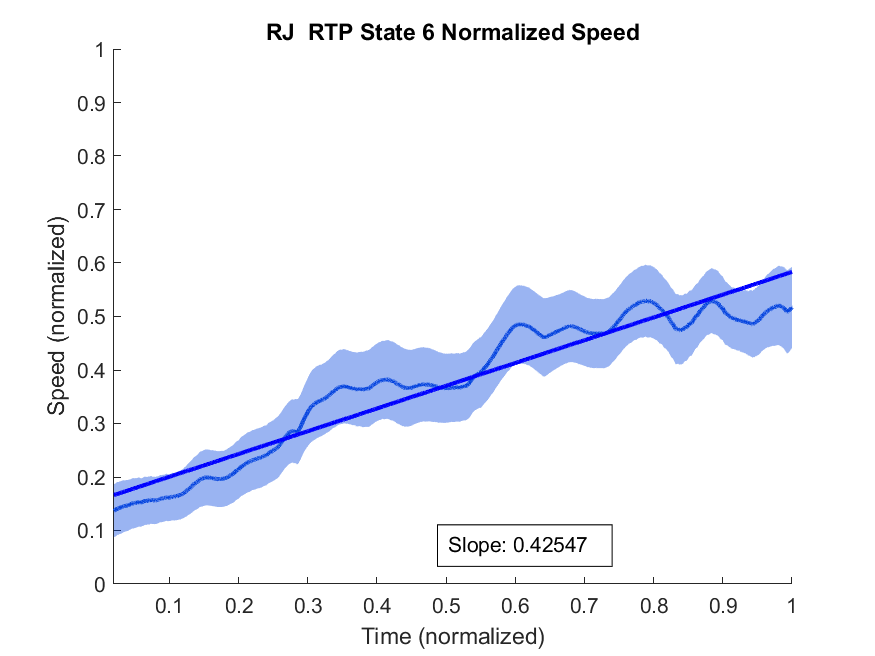 RJ  RTP State 6 Normalized Speed
1
0.9
0.8
0.7
0.6
0.5
0.4
0.3
0.2
0.1
0
Speed (normalized)
Slope: 0.42547
0.1 0.2 0.3 0.4 0.5 0.6 0.7 0.8 0.9 1
Time (normalized)